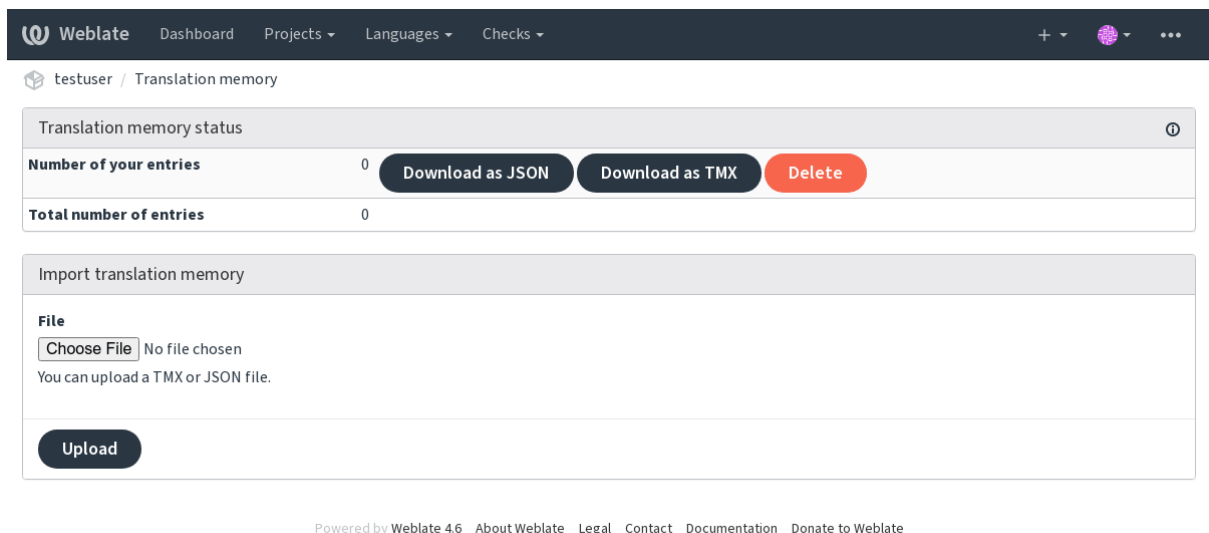 Weblate Dashboard Projects Languages Checks +
testuser / Translation memory
Translation memory status
Number of your entries 0 Download as JSON Download as TMX Delete
Total number of entries 0
Import translation memory
File
Choose File No file chosen
You can upload a TMX or JSON file.
Upload
Powered by Weblate 4.6 About Weblate Legal Contact Documentation Donate to Weblate